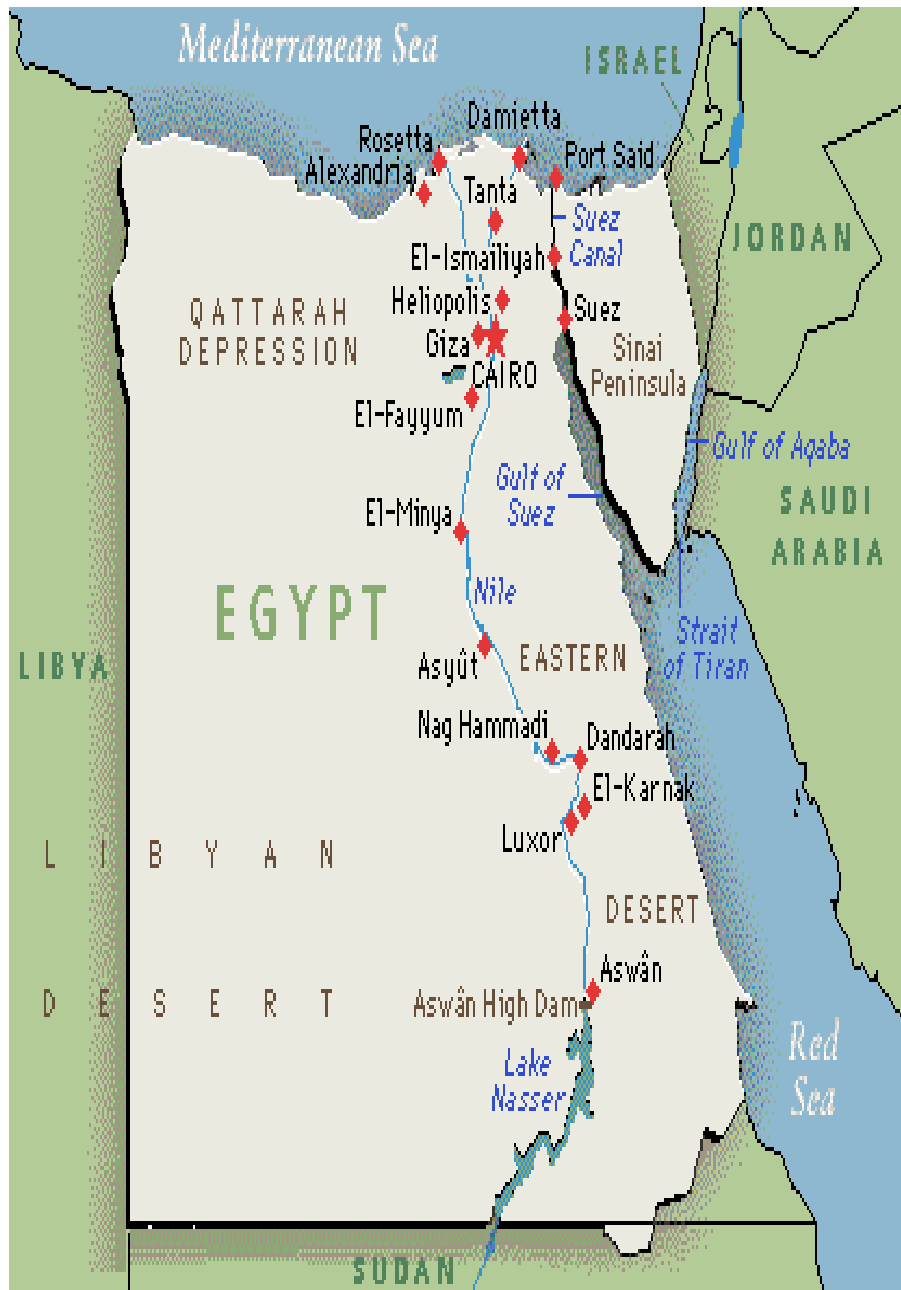 Mediterranean Sea
ISRAEL
Damietta
Rosetta
Port Said
Alexandria
Tanta
Suez
Canal
JORDAN
El-Ismailiyah
Heliopolis
Suez
QATTARAH
DEPRESSION
Giza
Sinai
Peninsula
CAIRO
El-Fayyum
Gulf of Aqaba
Gulf of
Suez
SAUDI
ARABIA
El-Minya
Nile
EGYPT
Strait
of Tiran
LIBYA
Asyût
EASTERN
Nag Hammadi
Dandarah
El-Karnak
Luxor
LIBYAN
DESERT
Aswân
DESERT
Aswân High Dam
Red
Sea
Lake
Nasser
SUDAN